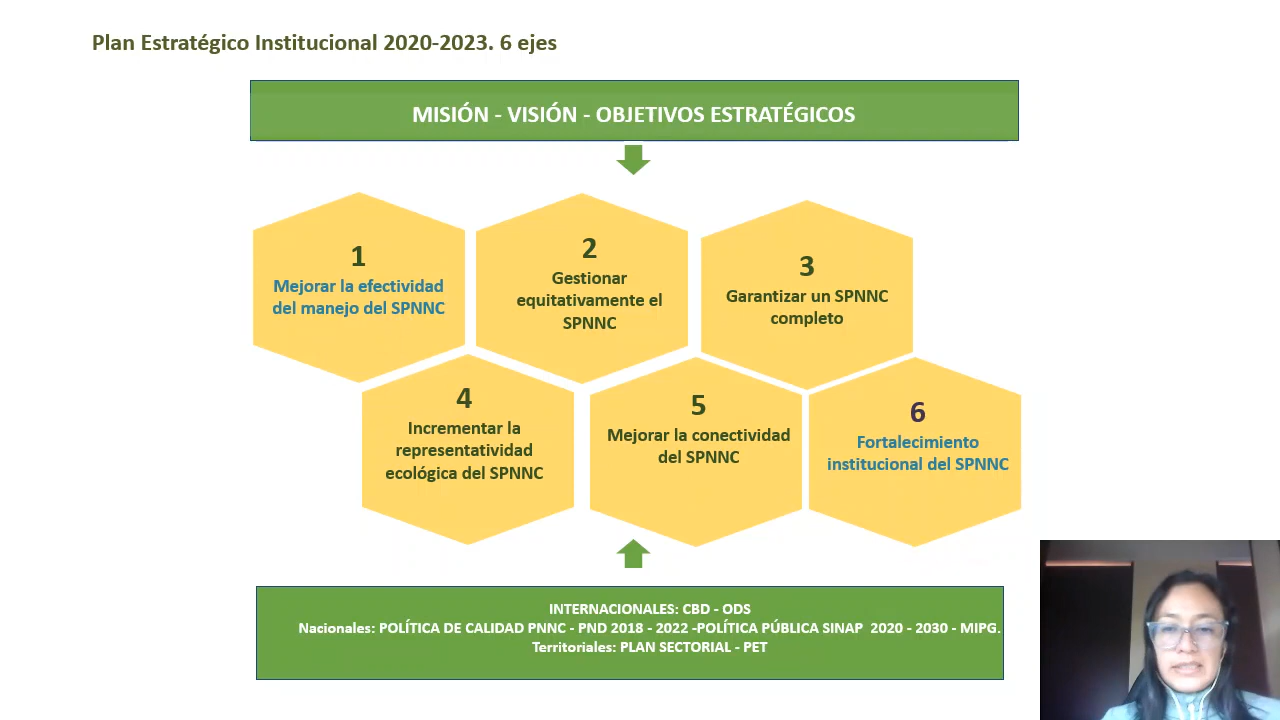 Plan Estratégico Institucional 2020-2023. 6 ejes
MISIÓN - VISIÓN - OBJETIVOS ESTRATÉGICOS
1
Mejorar la efectividad
del manejo del SPNNC
2
Gestionar
equitativamente el
SPNNC
3
Garantizar un SPNNC
completo
4
Incrementar la
representatividad
ecológica del SPNNC
5
Mejorar la conectividad
del SPNNC
6
Fortalecimiento
institucional del SPNNC
INTERNACIONALES: CBD - ODS
Nacionales: POLÍTICA DE CALIDAD PNNC - PND 2018 - 2022 -POLÍTICA PÚBLICA SINAP 2020 - 2030 - MIPG.
Territoriales: PLAN SECTORIAL - PET